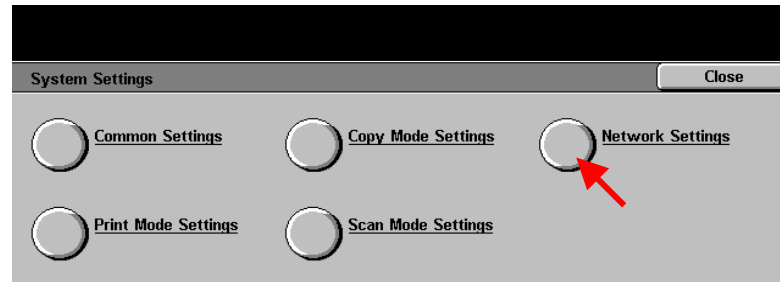 System Settings
Close
Common Settings
Copy Mode Settings
Network Settings
Print Mode Settings
Scan Mode Settings